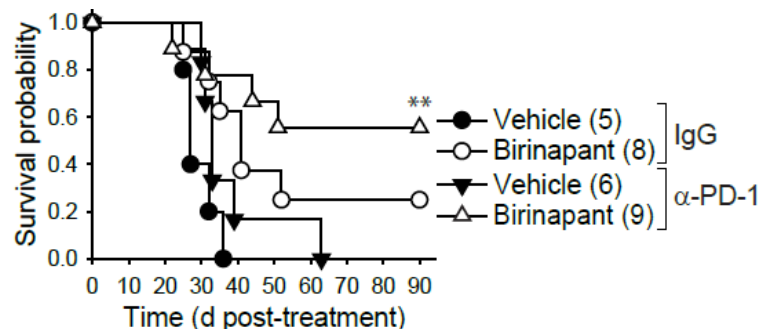 Survival probability
1.0
0.8
0.6
0.4
0.2
0.0
0 10 20 30 40 50 60 70 80 90
Time (d post-treatment)
**
Vehicle (5)
Birinapant (8)
IgG
Vehicle (6)
Birinapant (9)
α-PD-1